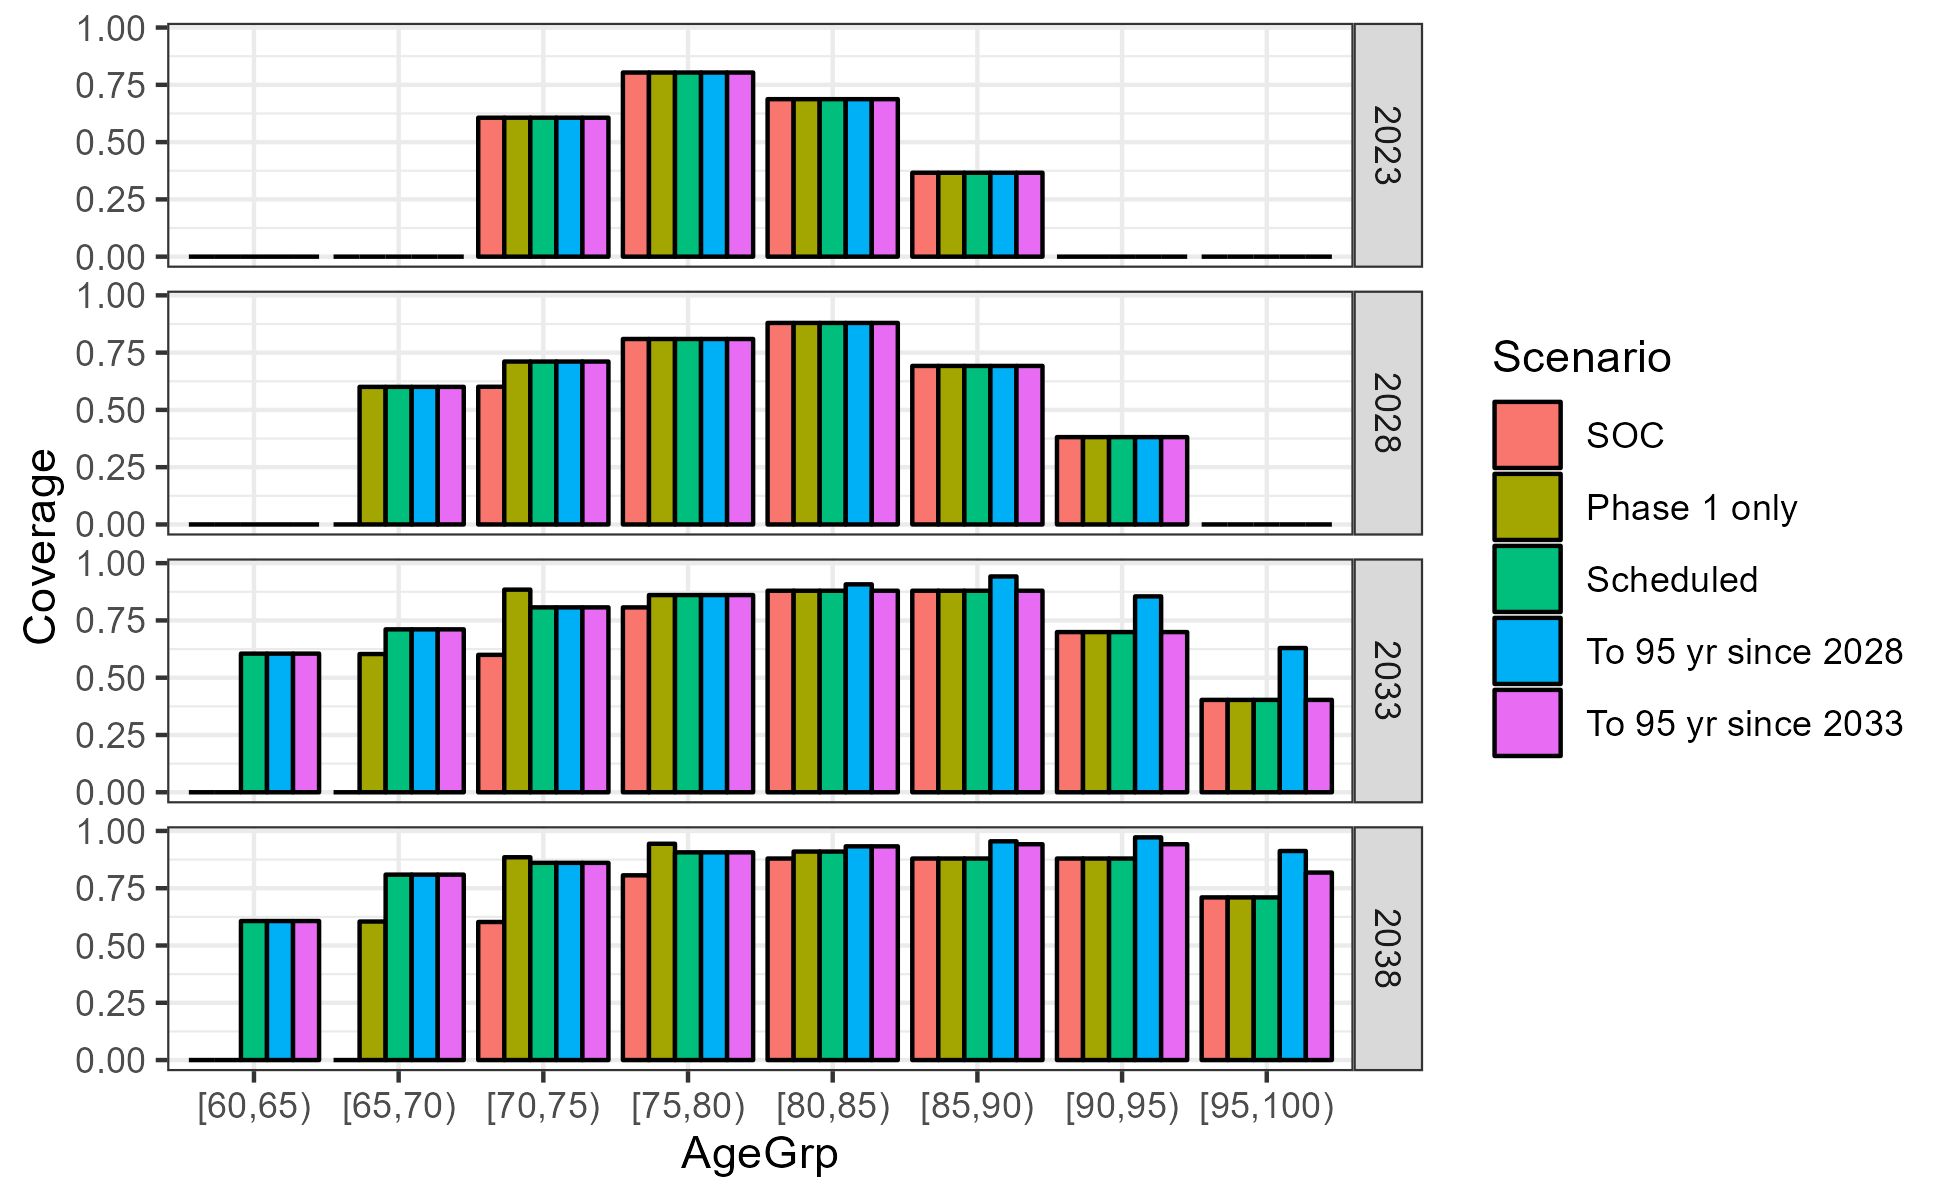 1.00
0.75
0.50
0.25
0.00
2023
1.00
0.75
0.50
0.25
0.00
2028
1.00
0.75
0.50
0.25
0.00
2033
1.00
0.75
0.50
0.25
0.00
2038
Coverage
[60,65) [65,70) [70,75) [75,80) [80,85) [85,90) [90,95) [95,100)
AgeGrp
Scenario
SOC
Phase 1 only
Scheduled
To 95 yr since 2028
To 95 yr since 2033